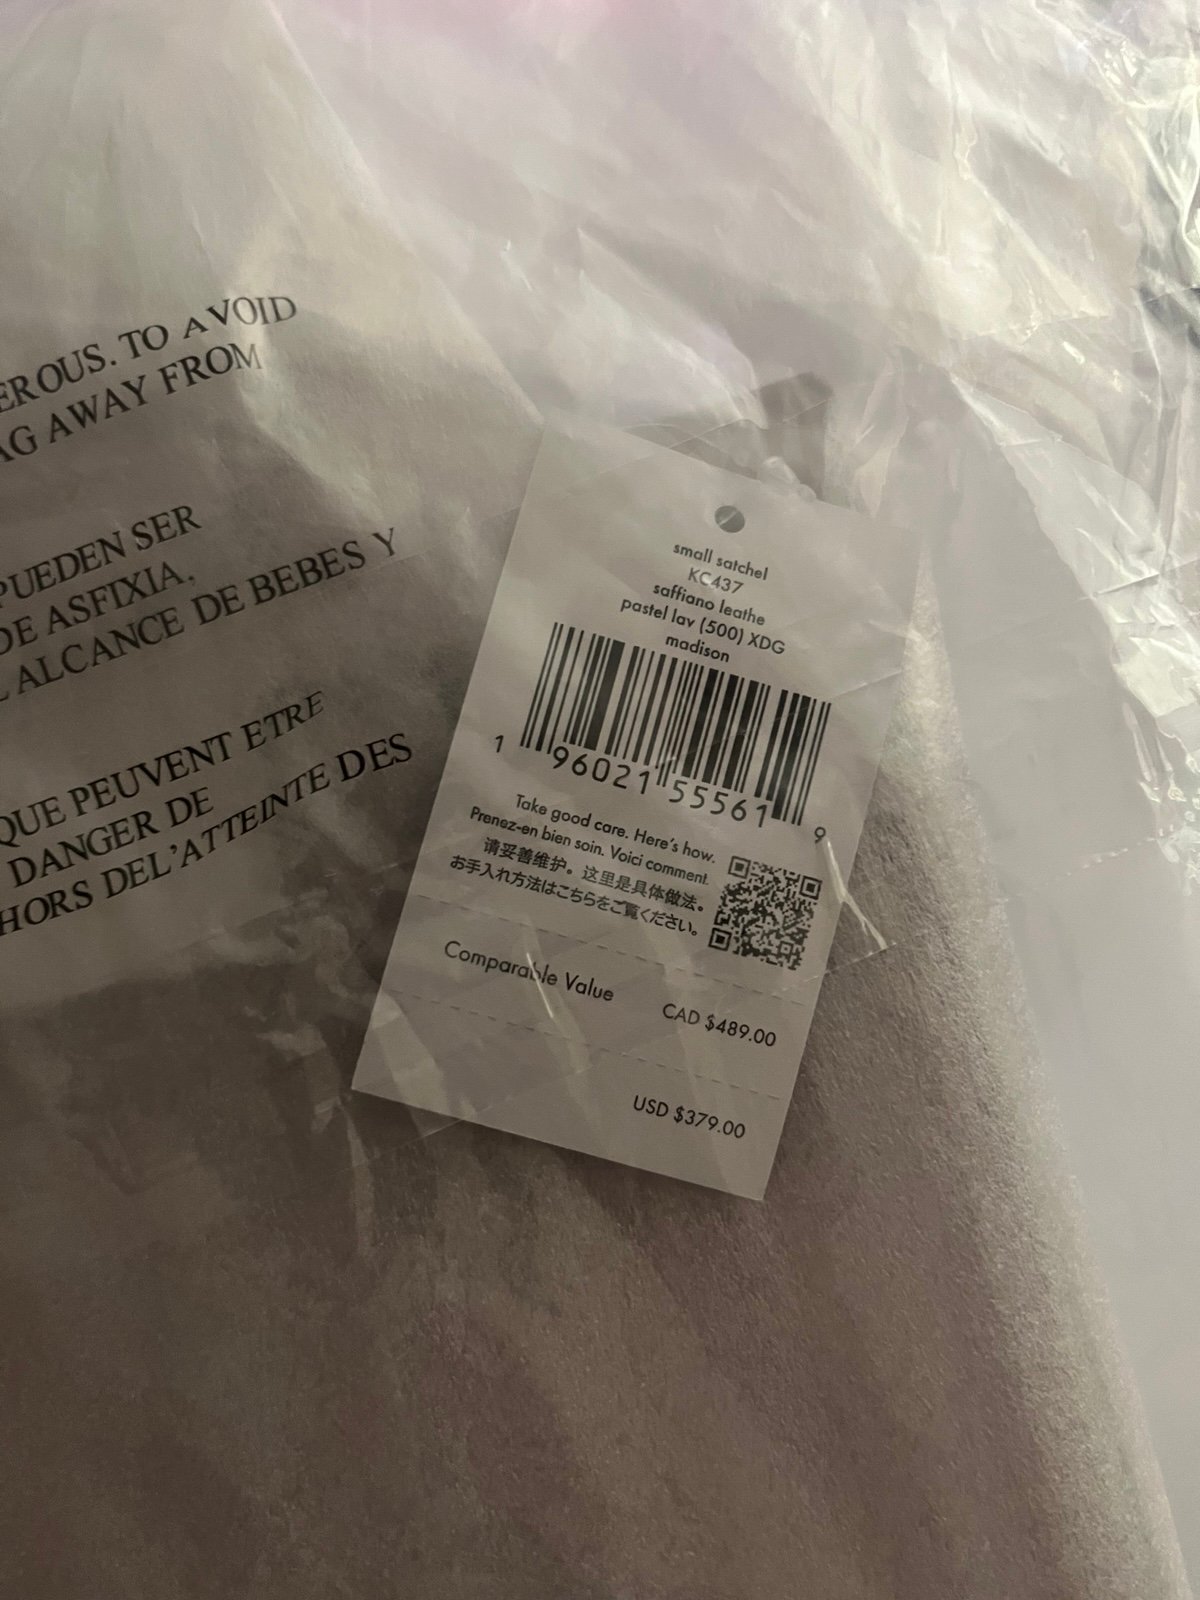 EROUS. TO AVOID
AG AWAY FROM
PUEDEN SER
DE ASFIXIA,
L ALCANCE DE BEBES Y
QUE PEUVENT ETRE
DANGER DE
HORS DEL'ATTEINTE DES
small satchel
KC437
saffiano leathe
pastel lav (500) XDG
madison
1 96021 55561 9
Take good care. Here's how.
Prenez-en bien soin. Voici comment.
请妥善维护。这里是具体做法。
お手入れ方法はこちらをご覧ください。
Comparable Value
CAD $489.00
USD $379.00